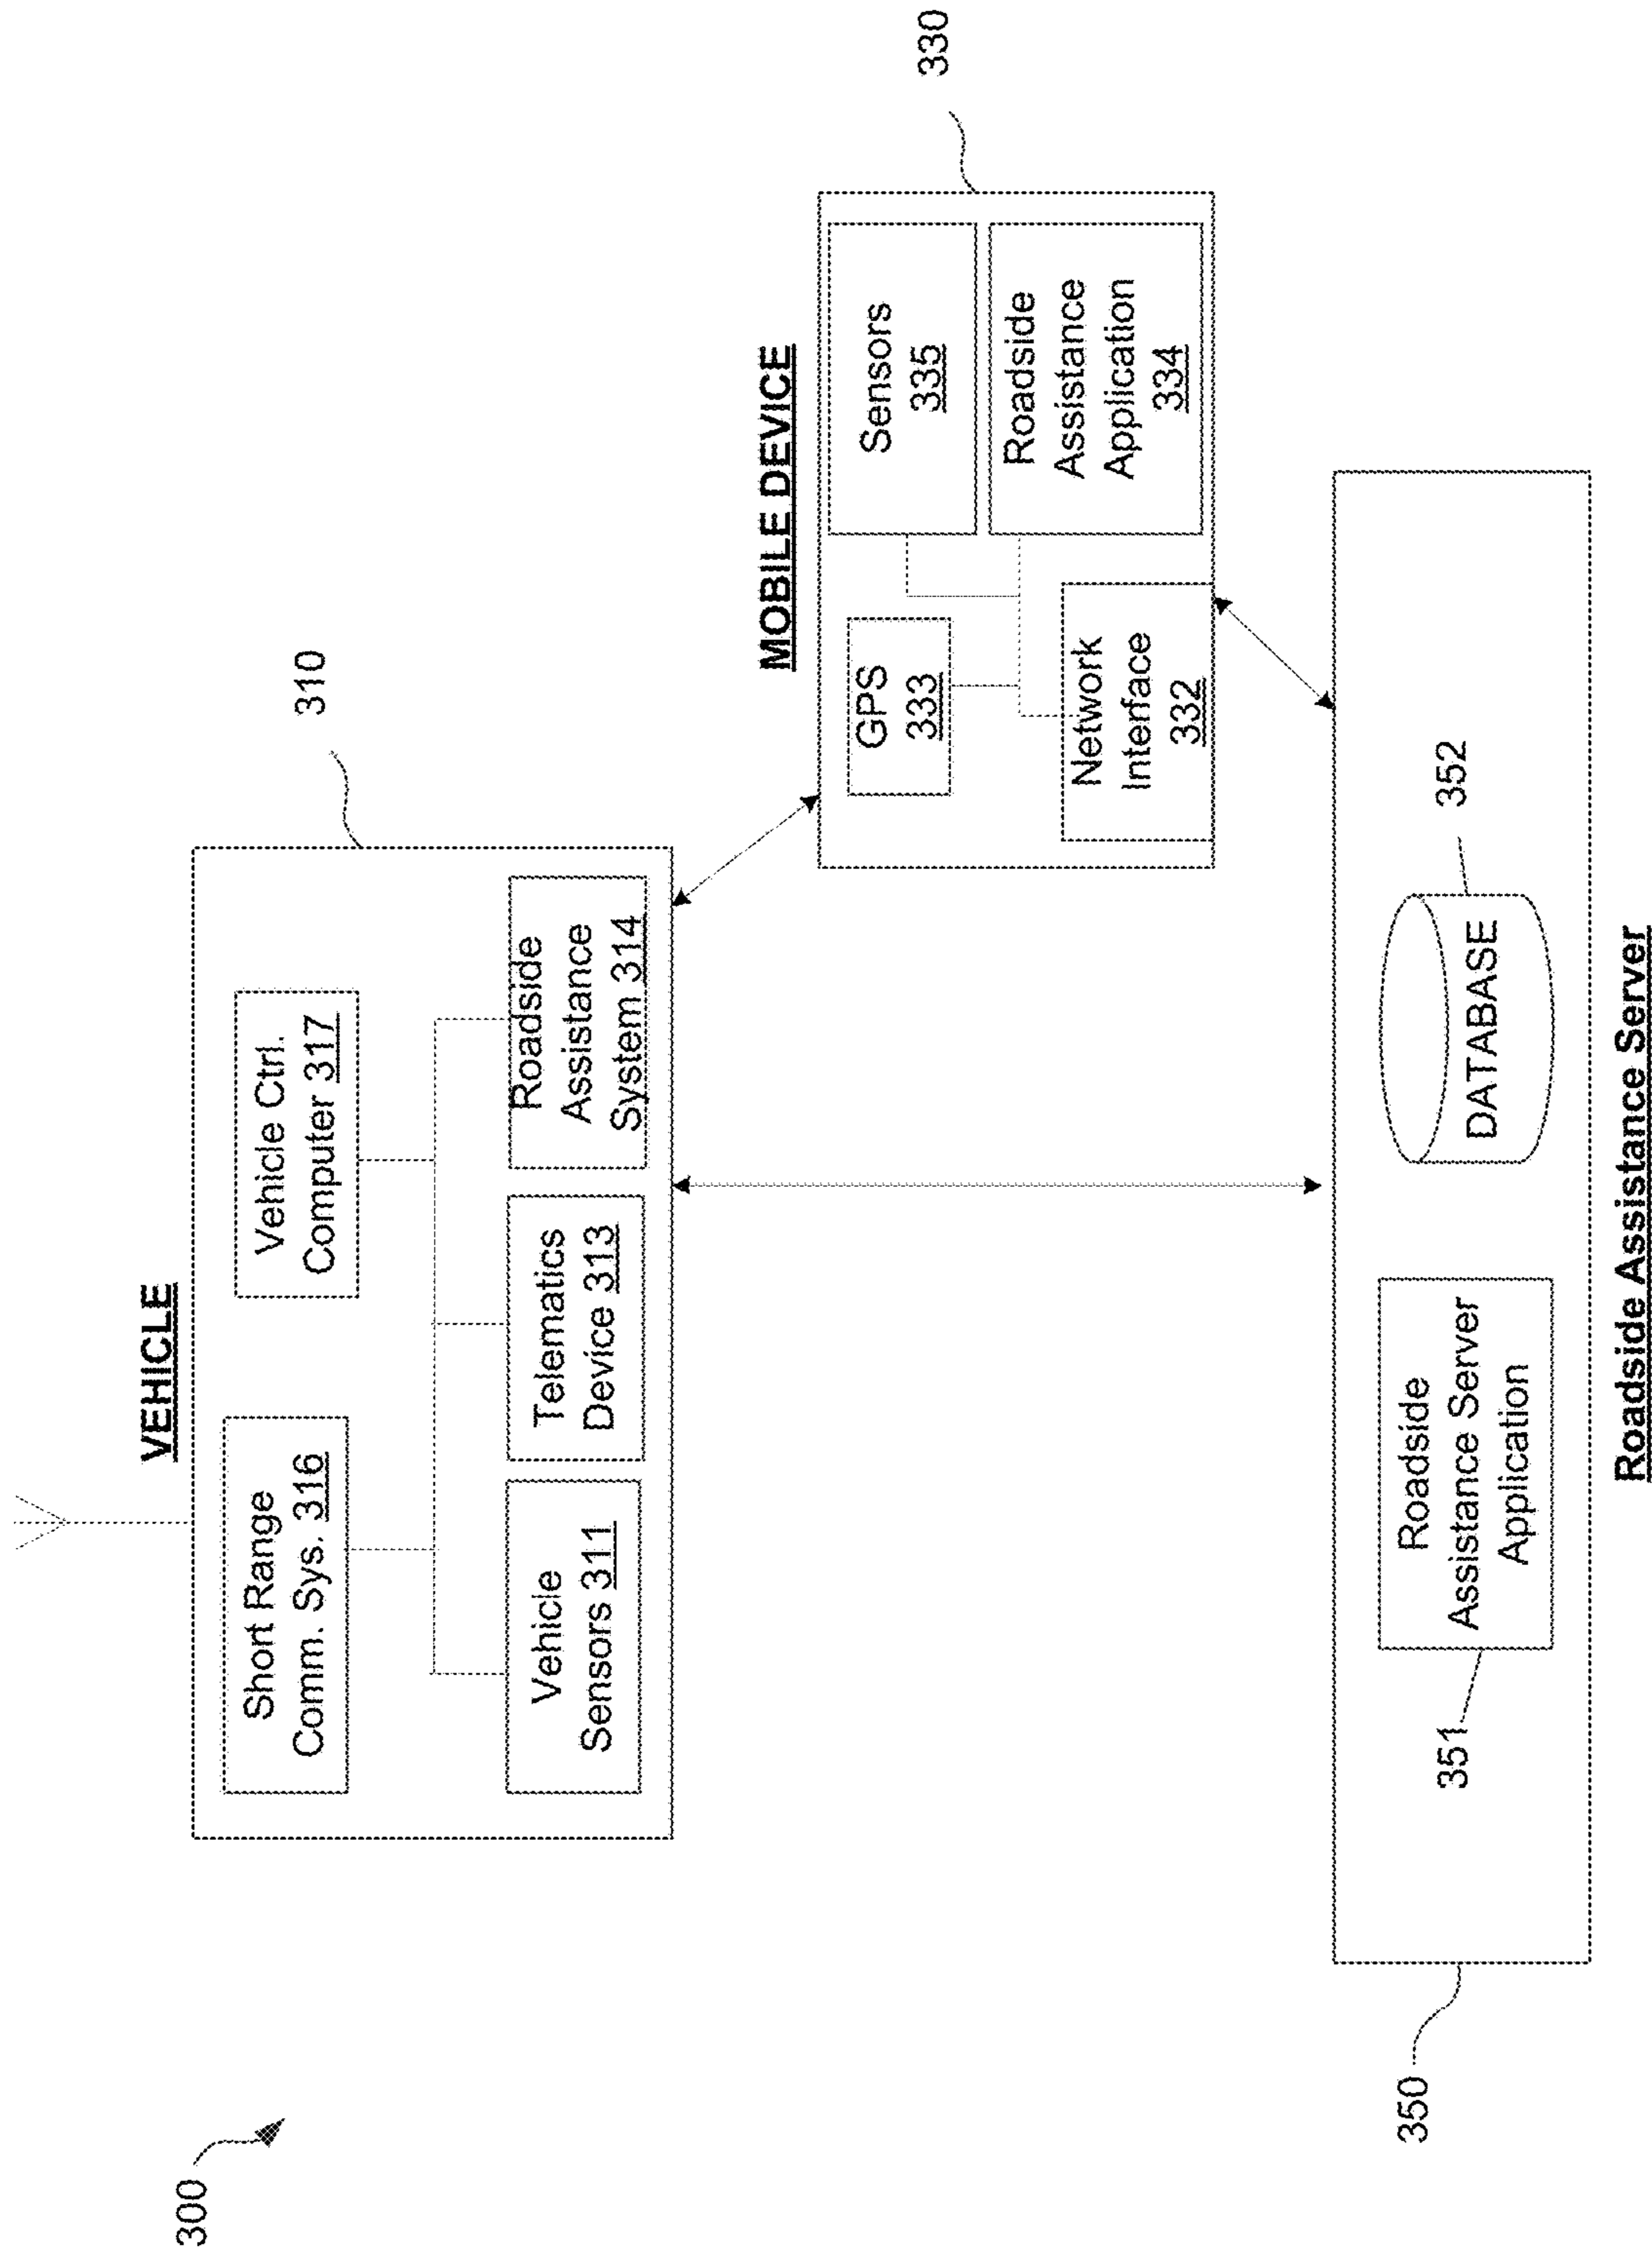 300
VEHICLE
310
Short Range
Comm. Sys. 316
Vehicle Ctrl.
Computer 317
Vehicle
Sensors 311
Telematics
Device 313
Roadside
Assistance
System 314
MOBILE DEVICE
330
GPS
333
Sensors
335
Network
Interface
332
Roadside
Assistance
Application
334
350
351
Roadside
Assistance Server
Application
DATABASE
352
Roadside Assistance Server